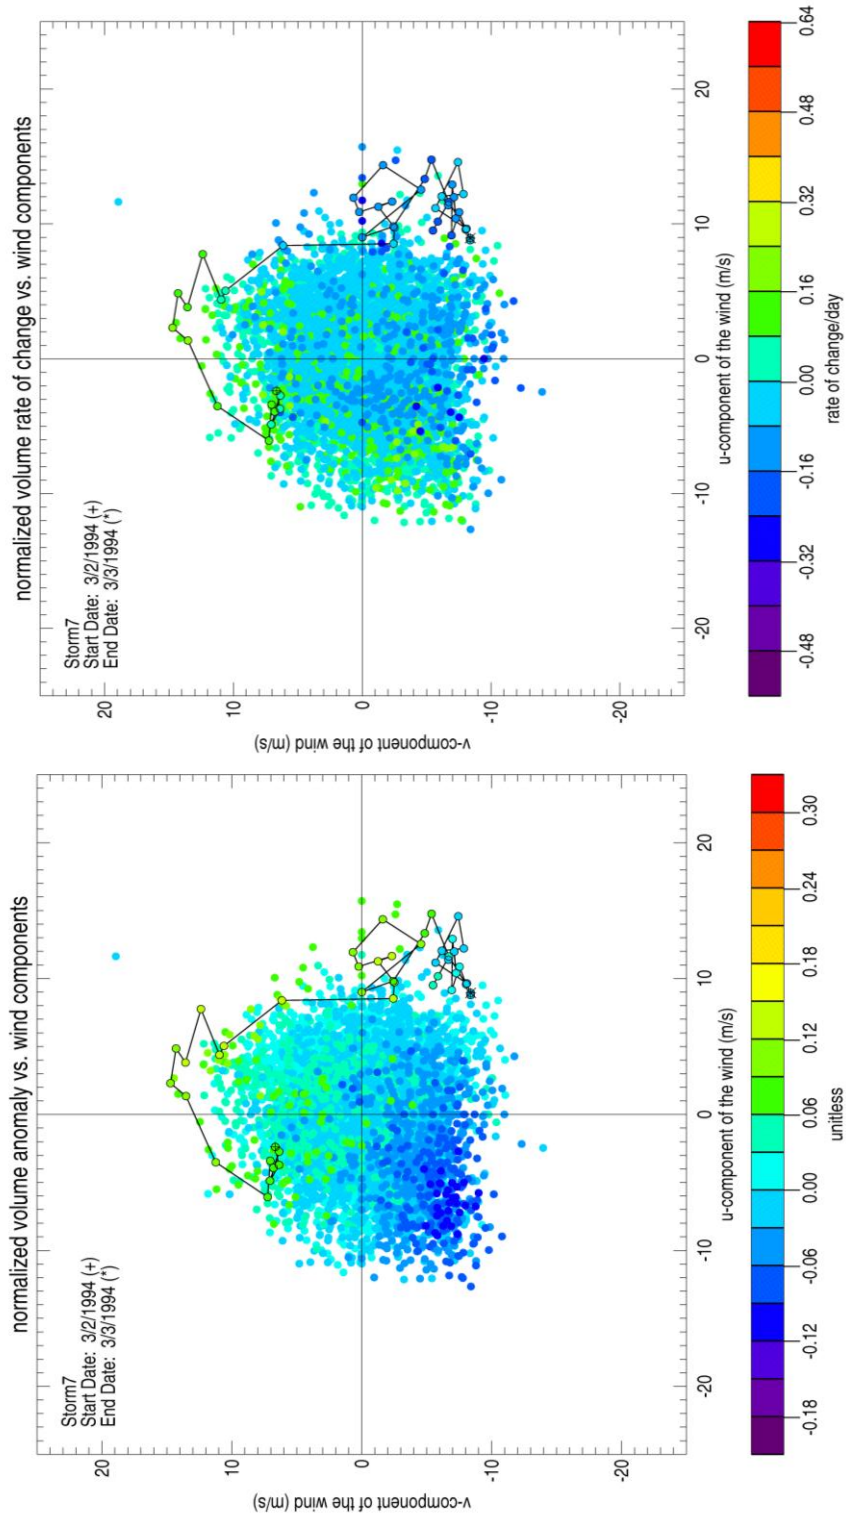 normalized volume anomaly vs. wind components
Storm7
Start Date: 3/2/1994 (+)
End Date: 3/3/1994 (*)
v-component of the wind (m/s)
20
10
0
-10
-20
-20
-10
0
10
20
u-component of the wind (m/s)
-0.18
-0.12
-0.06
0.00
0.06
0.12
0.18
0.24
0.30
unitless
normalized volume rate of change vs. wind components
Storm7
Start Date: 3/2/1994 (+)
End Date: 3/3/1994 (*)
v-component of the wind (m/s)
20
10
0
-10
-20
-20
-10
0
10
20
u-component of the wind (m/s)
-0.48
-0.32
-0.16
0.00
0.16
0.32
0.48
0.64
rate of change/day